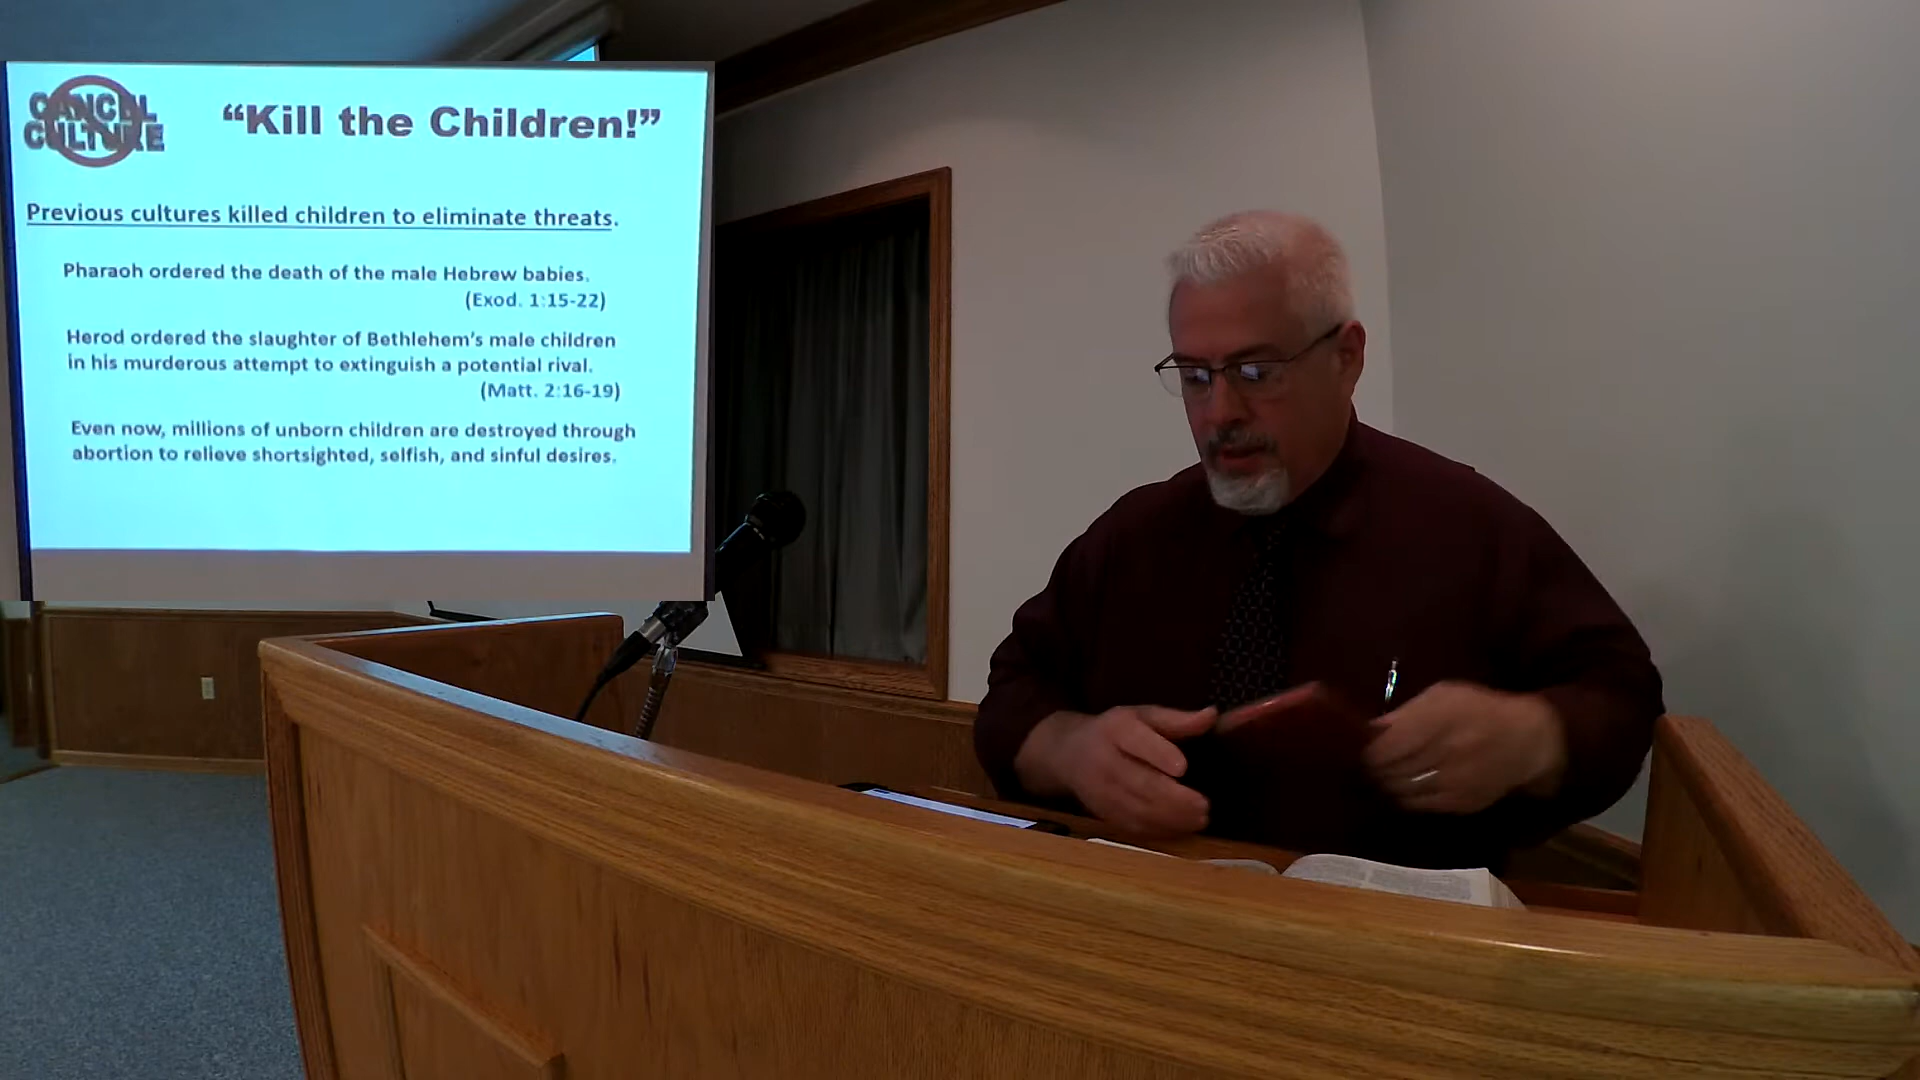 CANCEL
CULTURE
“Kill the Children!”
Previous cultures killed children to eliminate threats.
Pharaoh ordered the death of the male Hebrew babies.
(Exod. 1:15-22)
Herod ordered the slaughter of Bethlehem’s male children
in his murderous attempt to extinguish a potential rival.
(Matt. 2:16-19)
Even now, millions of unborn children are destroyed through
abortion to relieve shortsighted, selfish, and sinful desires.